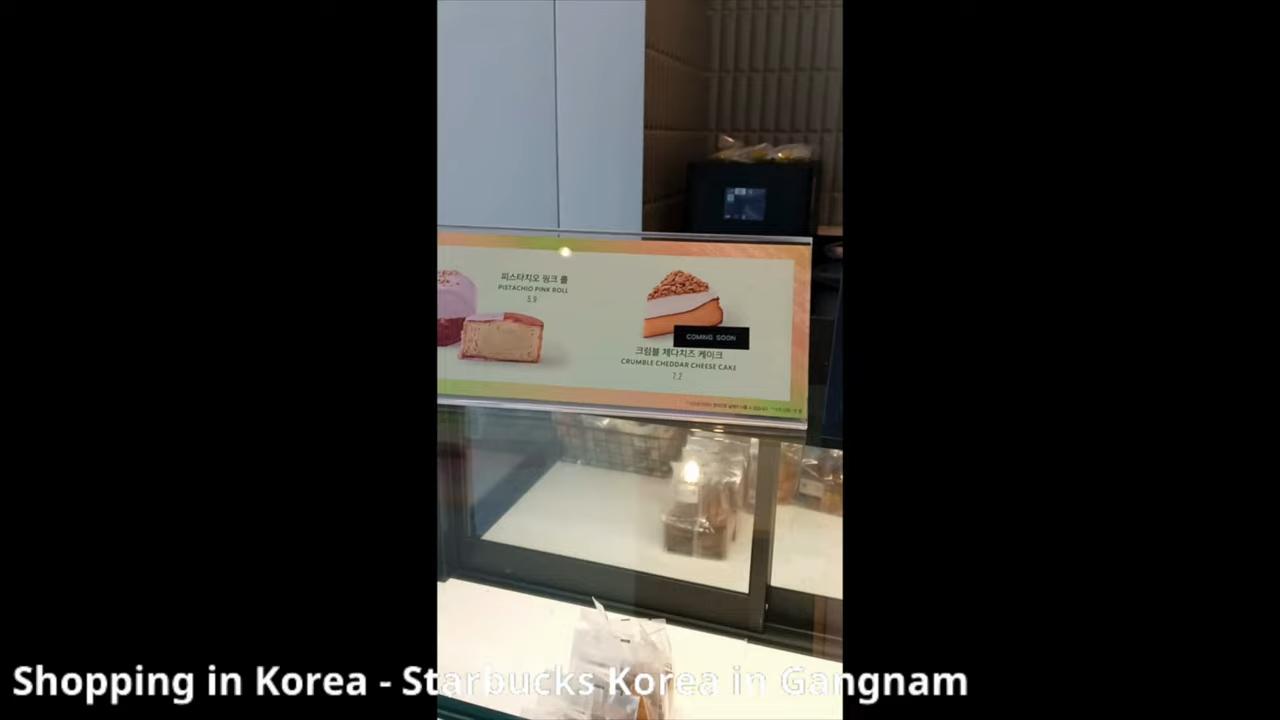 피스타치오 핑크 롤
PISTACHIO PINK ROLL
5.9
COMING SOON
크럼블 체다치즈 케이크
CRUMBLE CHEDDAR CHEESE CAKE
7.2
Shopping in Korea - Starbucks Korea in Gangnam